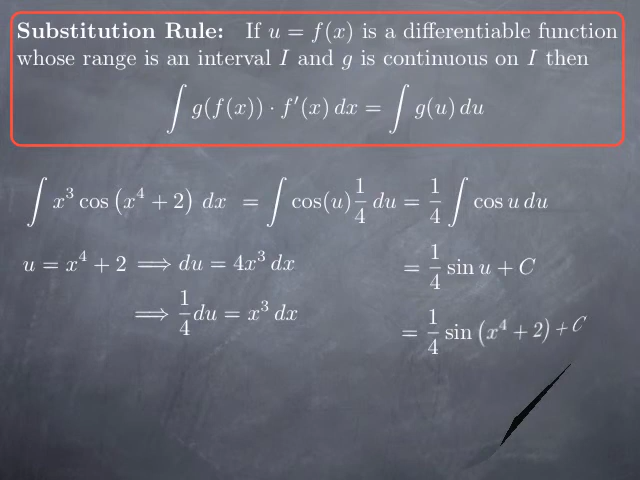 Substitution Rule: If u = f(x) is a differentiable function
whose range is an interval I and g is continuous on I then
∫ g(f(x)) · f′(x) dx = ∫ g(u) du
∫ x³ cos (x⁴ + 2) dx = ∫ cos(u) 1/4 du = 1/4 ∫ cos u du
u = x⁴ + 2 ⟹ du = 4x³ dx
= 1/4 sin u + C
⟹ 1/4 du = x³ dx
= 1/4 sin (x⁴ + 2) + C